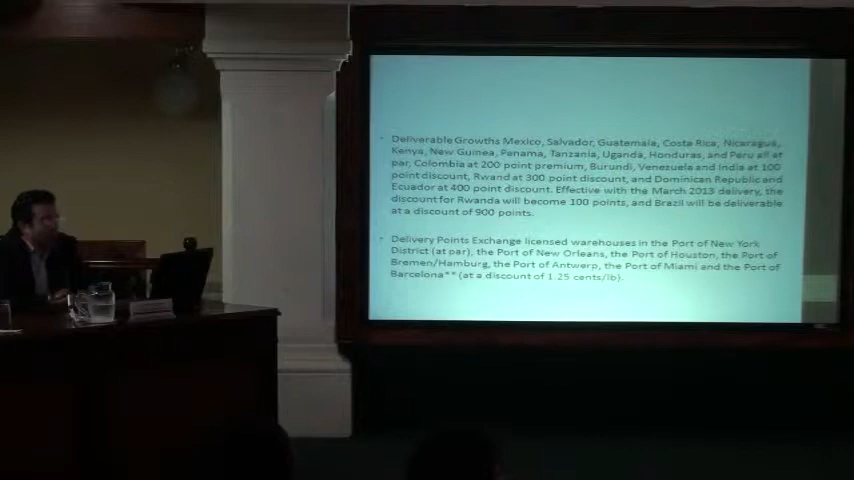 Deliverable Growths Mexico, Salvador, Guatemala, Costa Rica, Nicaragua,
Kenya, New Guinea, Panama, Tanzania, Uganda, Honduras, and Peru all at
par, Colombia at 200 point premium, Burundi, Venezuela and India at 100
point discount, Rwand at 300 point discount, and Dominican Republic and
Ecuador at 400 point discount. Effective with the March 2013 delivery, the
discount for Rwanda will become 100 points, and Brazil will be deliverable
at a discount of 900 points.
Delivery Points Exchange licensed warehouses in the Port of New York
District (at par), the Port of New Orleans, the Port of Houston, the Port of
Bremen/Hamburg, the Port of Antwerp, the Port of Miami and the Port of
Barcelona** (at a discount of 1.25 cents/lb).